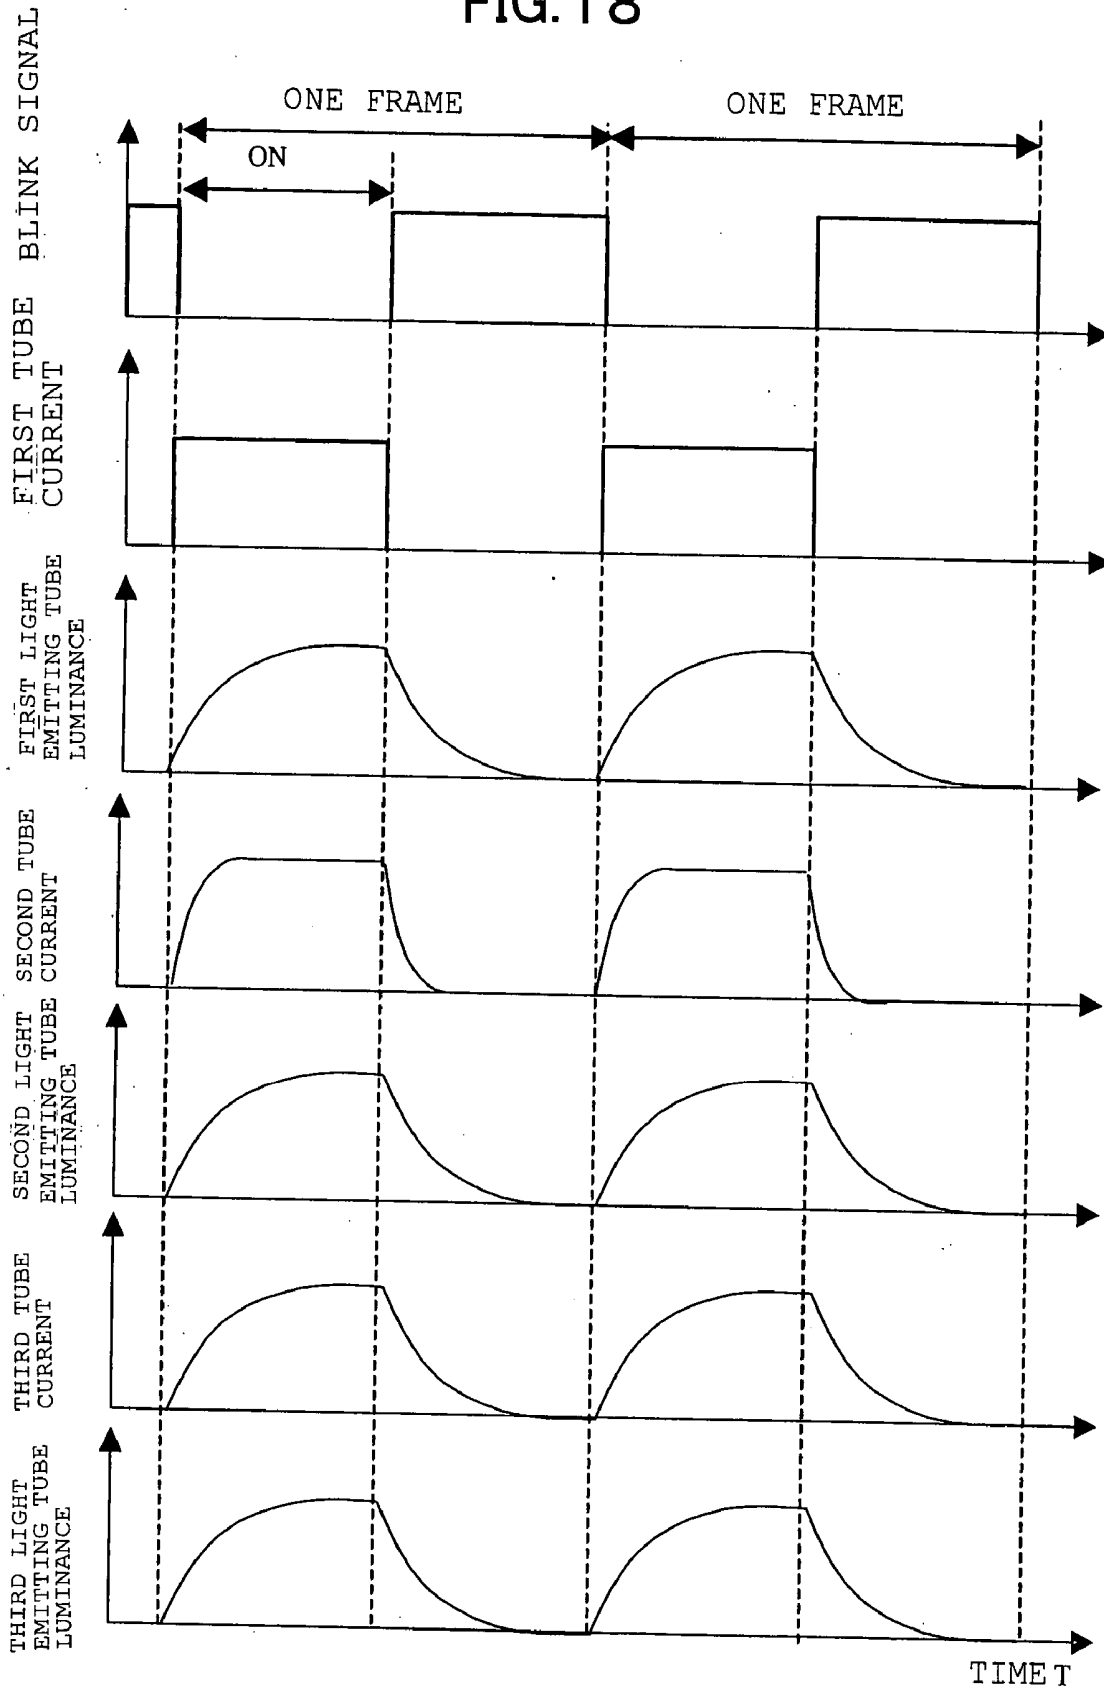 FIG. 18
ONE FRAME
ONE FRAME
ON
BLINK SIGNAL
FIRST TUBE
CURRENT
FIRST LIGHT
EMITTING TUBE
LUMINANCE
SECOND TUBE
CURRENT
SECOND LIGHT
EMITTING TUBE
LUMINANCE
THIRD TUBE
CURRENT
THIRD LIGHT
EMITTING TUBE
LUMINANCE
TIME T